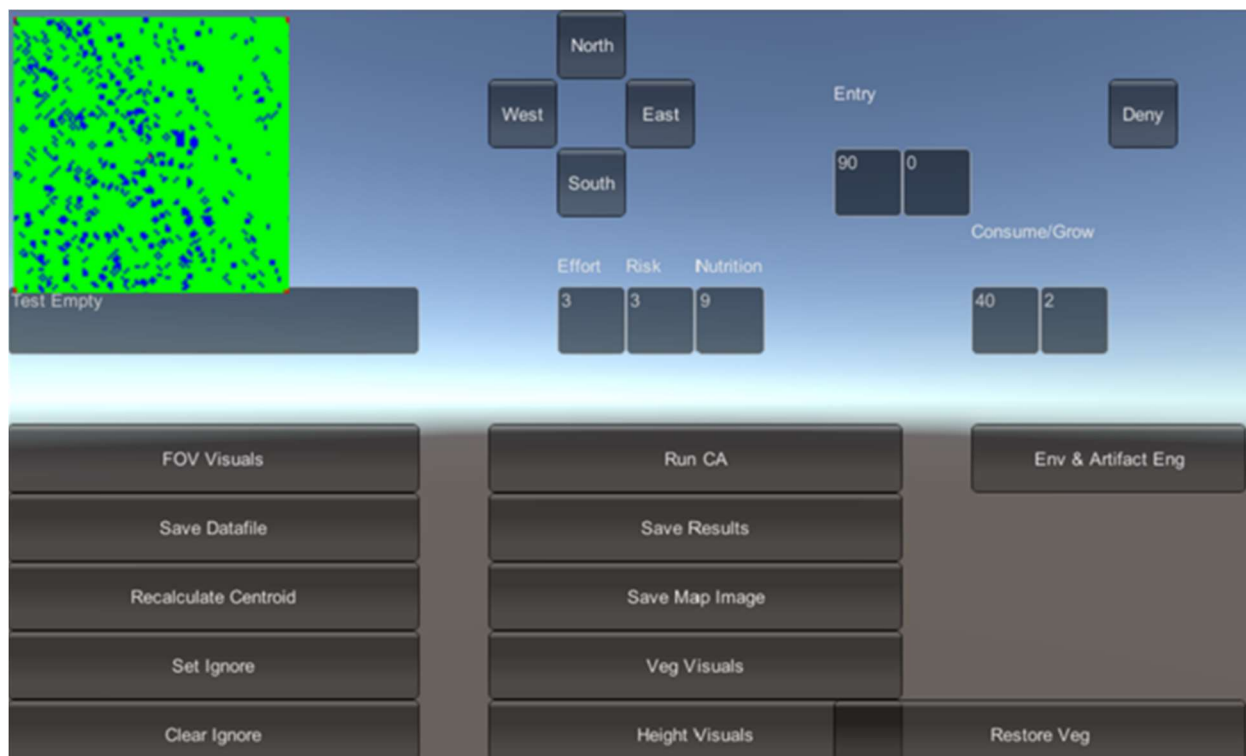 North
West
East
Entry
Deny
South
90
0
Consume/Grow
Effort
Risk
Nutrition
Test Empty
3
3
9
40
2
FOV Visuals
Run CA
Env & Artifact Eng
Save Datafile
Save Results
Recalculate Centroid
Save Map Image
Set Ignore
Veg Visuals
Clear Ignore
Height Visuals
Restore Veg